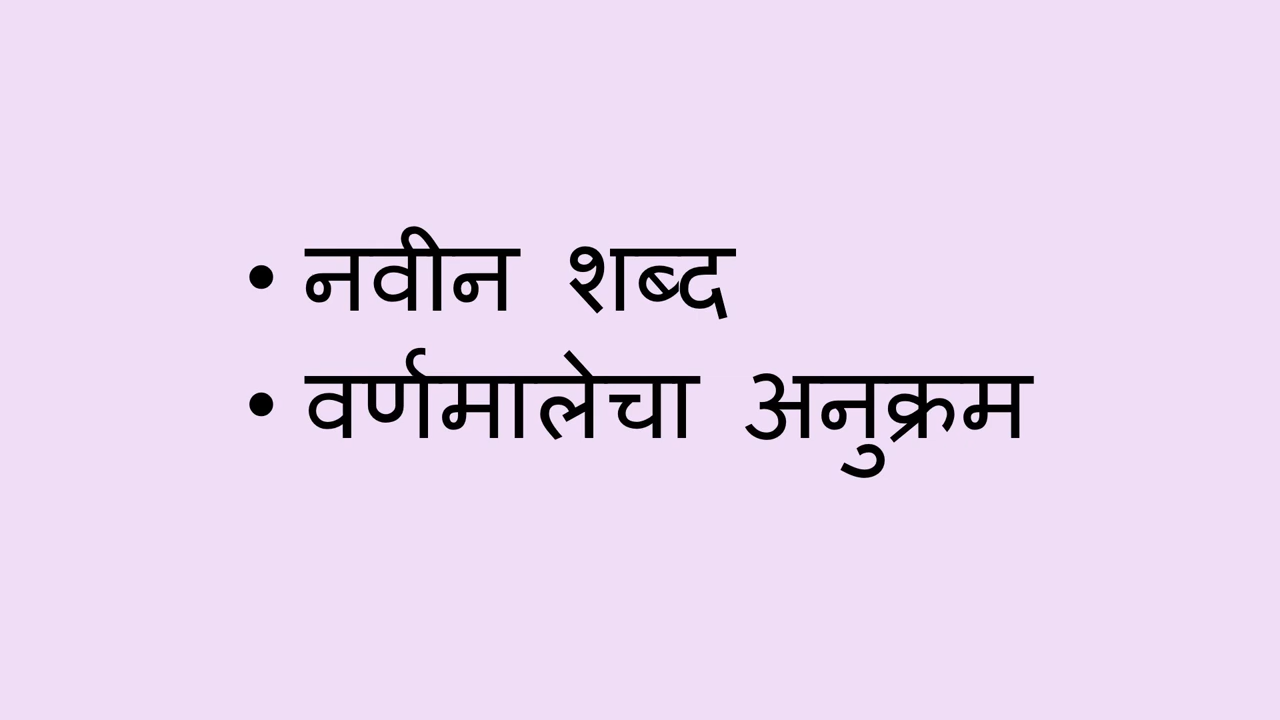 • नवीन शब्द
• वर्णमालेचा अनुक्रम